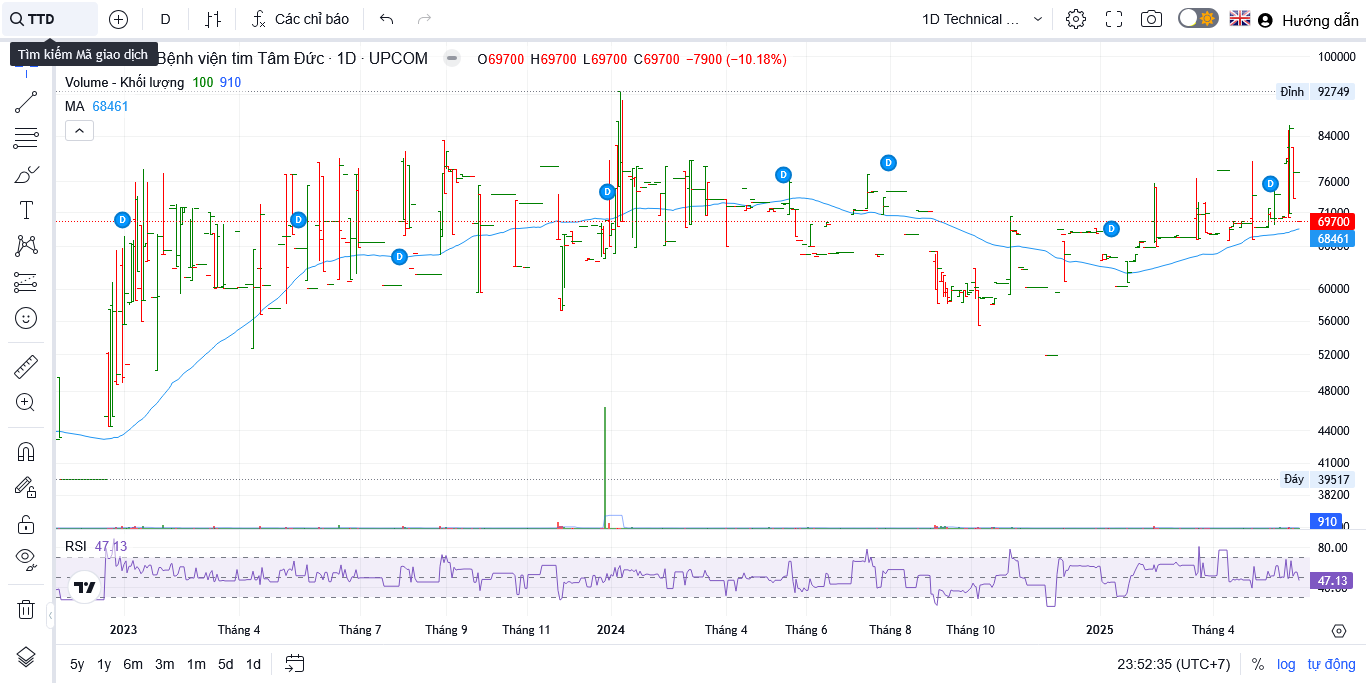 TTD
D
Các chỉ báo
1D Technical ...
Hướng dẫn
Tìm kiếm Mã giao dịch
Bệnh viện tim Tâm Đức · 1D · UPCOM
O69700 H69700 L69700 C69700 −7900 (−10.18%)
Volume - Khối lượng 100 910
MA 68461
100000
Đỉnh 92749
84000
76000
71000
69700
68461
60000
56000
52000
48000
44000
41000
Đáy 39517
38200
910
D
D
D
D
D
D
D
D
RSI 47.13
80.00
47.13
40.00
2023
Tháng 4
Tháng 7
Tháng 9
Tháng 11
2024
Tháng 4
Tháng 6
Tháng 8
Tháng 10
2025
Tháng 4
5y 1y 6m 3m 1m 5d 1d
23:52:35 (UTC+7)
% log tự động